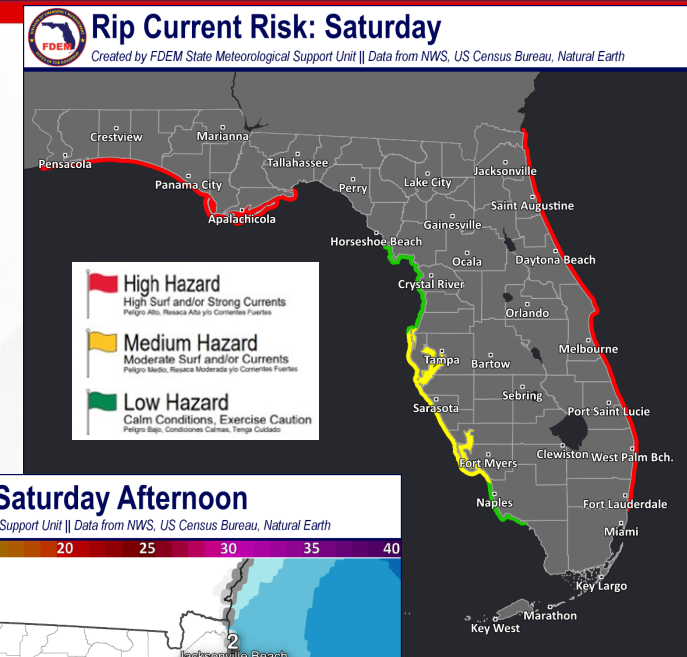 FDEM
Rip Current Risk: Saturday
Created by FDEM State Meteorological Support Unit || Data from NWS, US Census Bureau, Natural Earth
Crestview
Marianna
Pensacola
Tallahassee
Jacksonville
Panama City
Perry
Lake City
Saint Augustine
Apalachicola
Gainesville
Horseshoe Beach
Ocala
Daytona Beach
Crystal River
High Hazard
High Surf and/or Strong Currents
Peligro Alto, Resaca Alta y/o Corrientes Fuertes
Orlando
Medium Hazard
Moderate Surf and/or Currents
Peligro Medio, Resaca Moderada y/o Corrientes Fuertes
Melbourne
Tampa
Bartow
Low Hazard
Calm Conditions, Exercise Caution
Peligro Bajo, Condiciones Calmas, Tenga Cuidado
Sebring
Sarasota
Port Saint Lucie
Clewiston
West Palm Bch.
Fort Myers
Saturday Afternoon
Support Unit || Data from NWS, US Census Bureau, Natural Earth
Naples
Fort Lauderdale
Miami
20 25 30 35 40
Key Largo
Marathon
Key West
2
Jacksonville Beach